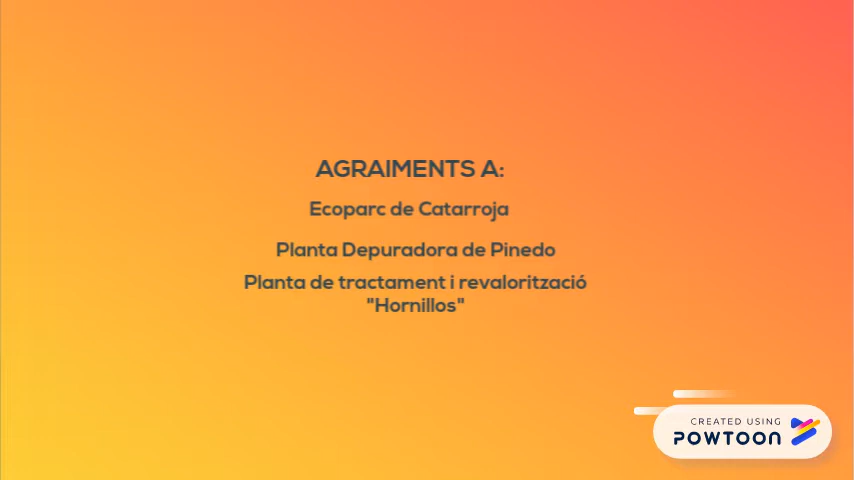 AGRAIMENTS A:
Ecoparc de Catarroja
Planta Depuradora de Pinedo
Planta de tractament i revalorització
"Hornillos"
CREATED USING
POWTOON